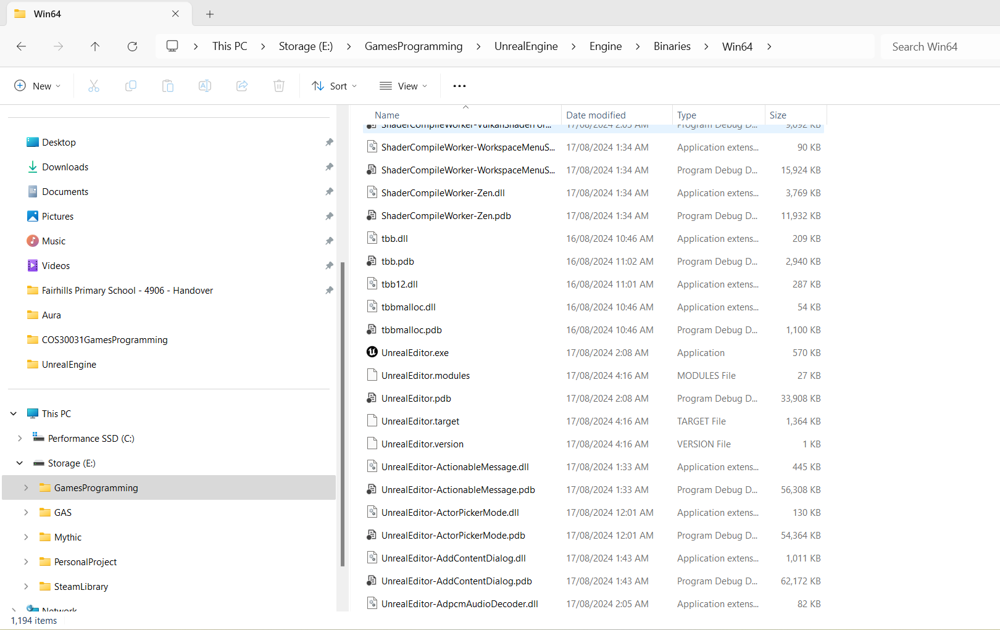 Win64
This PC > Storage (E:) > GamesProgramming > UnrealEngine > Engine > Binaries > Win64 >
Search Win64
New
Sort
View
Desktop
Downloads
Documents
Pictures
Music
Videos
Fairhills Primary School - 4906 - Handover
Aura
COS30031GamesProgramming
UnrealEngine
This PC
Performance SSD (C:)
Storage (E:)
GamesProgramming
GAS
Mythic
PersonalProject
SteamLibrary
Network
1,194 items
Name Date modified Type Size
17/08/2024 2:05 AM Program Debug D... 9,092 KB
ShaderCompileWorker-WorkspaceMenuS... 17/08/2024 1:34 AM Application extens... 90 KB
ShaderCompileWorker-WorkspaceMenuS... 17/08/2024 1:34 AM Program Debug D... 15,924 KB
ShaderCompileWorker-Zen.dll 17/08/2024 1:34 AM Application extens... 3,769 KB
ShaderCompileWorker-Zen.pdb 17/08/2024 1:34 AM Program Debug D... 11,932 KB
tbb.dll 16/08/2024 10:46 AM Application extens... 209 KB
tbb.pdb 16/08/2024 11:02 AM Program Debug D... 2,940 KB
tbb12.dll 16/08/2024 11:01 AM Application extens... 287 KB
tbbmalloc.dll 16/08/2024 10:46 AM Application extens... 54 KB
tbbmalloc.pdb 16/08/2024 10:46 AM Program Debug D... 1,100 KB
UnrealEditor.exe 17/08/2024 2:08 AM Application 570 KB
UnrealEditor.modules 17/08/2024 4:16 AM MODULES File 27 KB
UnrealEditor.pdb 17/08/2024 2:08 AM Program Debug D... 33,908 KB
UnrealEditor.target 17/08/2024 4:16 AM TARGET File 1,364 KB
UnrealEditor.version 17/08/2024 4:16 AM VERSION File 1 KB
UnrealEditor-ActionableMessage.dll 17/08/2024 1:33 AM Application extens... 445 KB
UnrealEditor-ActionableMessage.pdb 17/08/2024 1:33 AM Program Debug D... 56,308 KB
UnrealEditor-ActorPickerMode.dll 17/08/2024 12:01 AM Application extens... 130 KB
UnrealEditor-ActorPickerMode.pdb 17/08/2024 12:01 AM Program Debug D... 54,364 KB
UnrealEditor-AddContentDialog.dll 17/08/2024 1:43 AM Application extens... 1,011 KB
UnrealEditor-AddContentDialog.pdb 17/08/2024 1:43 AM Program Debug D... 62,172 KB
UnrealEditor-AdpcmAudioDecoder.dll 17/08/2024 2:05 AM Application extens... 82 KB